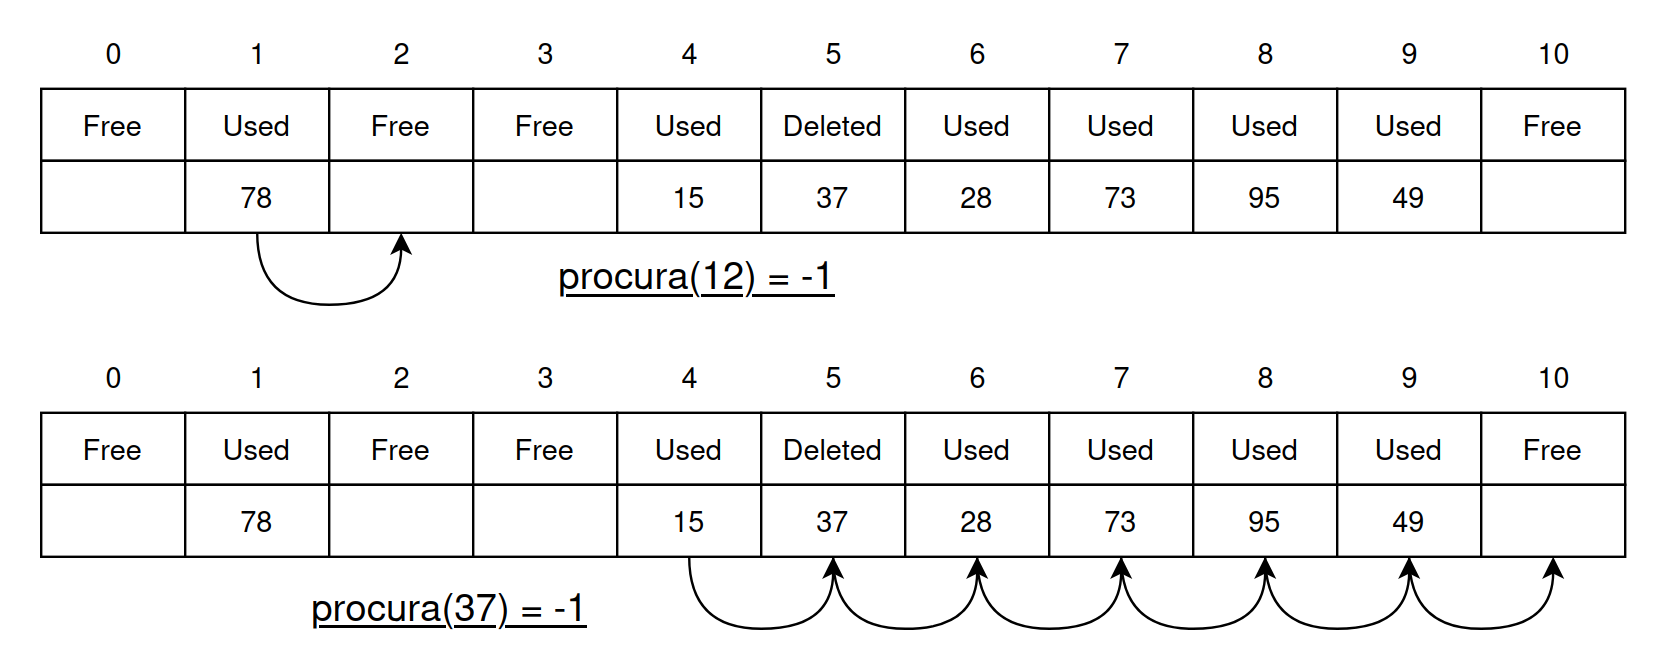 0 1 2 3 4 5 6 7 8 9 10
Free Used Free Free Used Deleted Used Used Used Used Free
78 15 37 28 73 95 49
procura(12) = -1
0 1 2 3 4 5 6 7 8 9 10
Free Used Free Free Used Deleted Used Used Used Used Free
78 15 37 28 73 95 49
procura(37) = -1